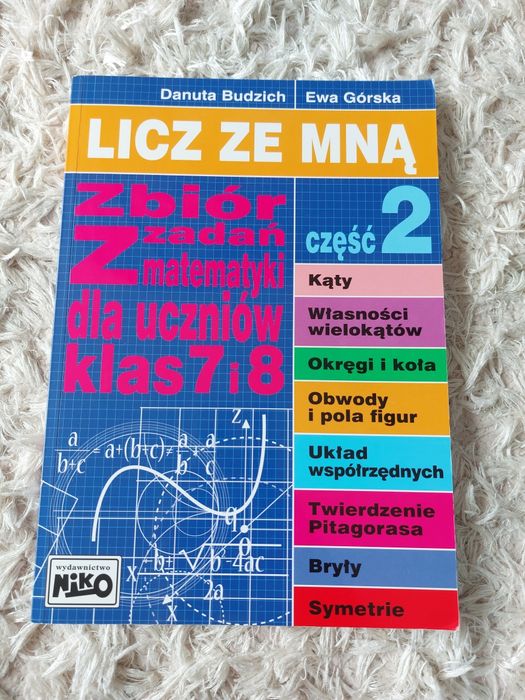 Danuta Budzich Ewa Górska
LICZ ZE MNĄ
Zbiór
zadań
Z matematyki
dla uczniów
klas 7 i 8
część 2
Kąty
Własności
wielokątów
Okręgi i koła
Obwody
i pola figur
Układ
współrzędnych
Twierdzenie
Pitagorasa
Bryły
Symetrie
a
b+c
= a+(b+c)≠
z
a
x
2a
wydawnictwo
NiKO